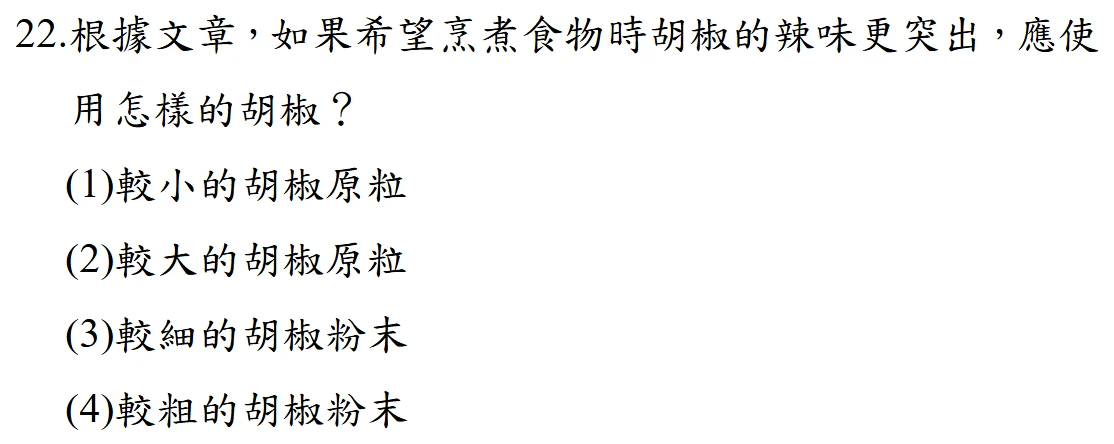 22.根據文章，如果希望烹煮食物時胡椒的辣味更突出，應使
用怎樣的胡椒？
(1)較小的胡椒原粒
(2)較大的胡椒原粒
(3)較細的胡椒粉末
(4)較粗的胡椒粉末